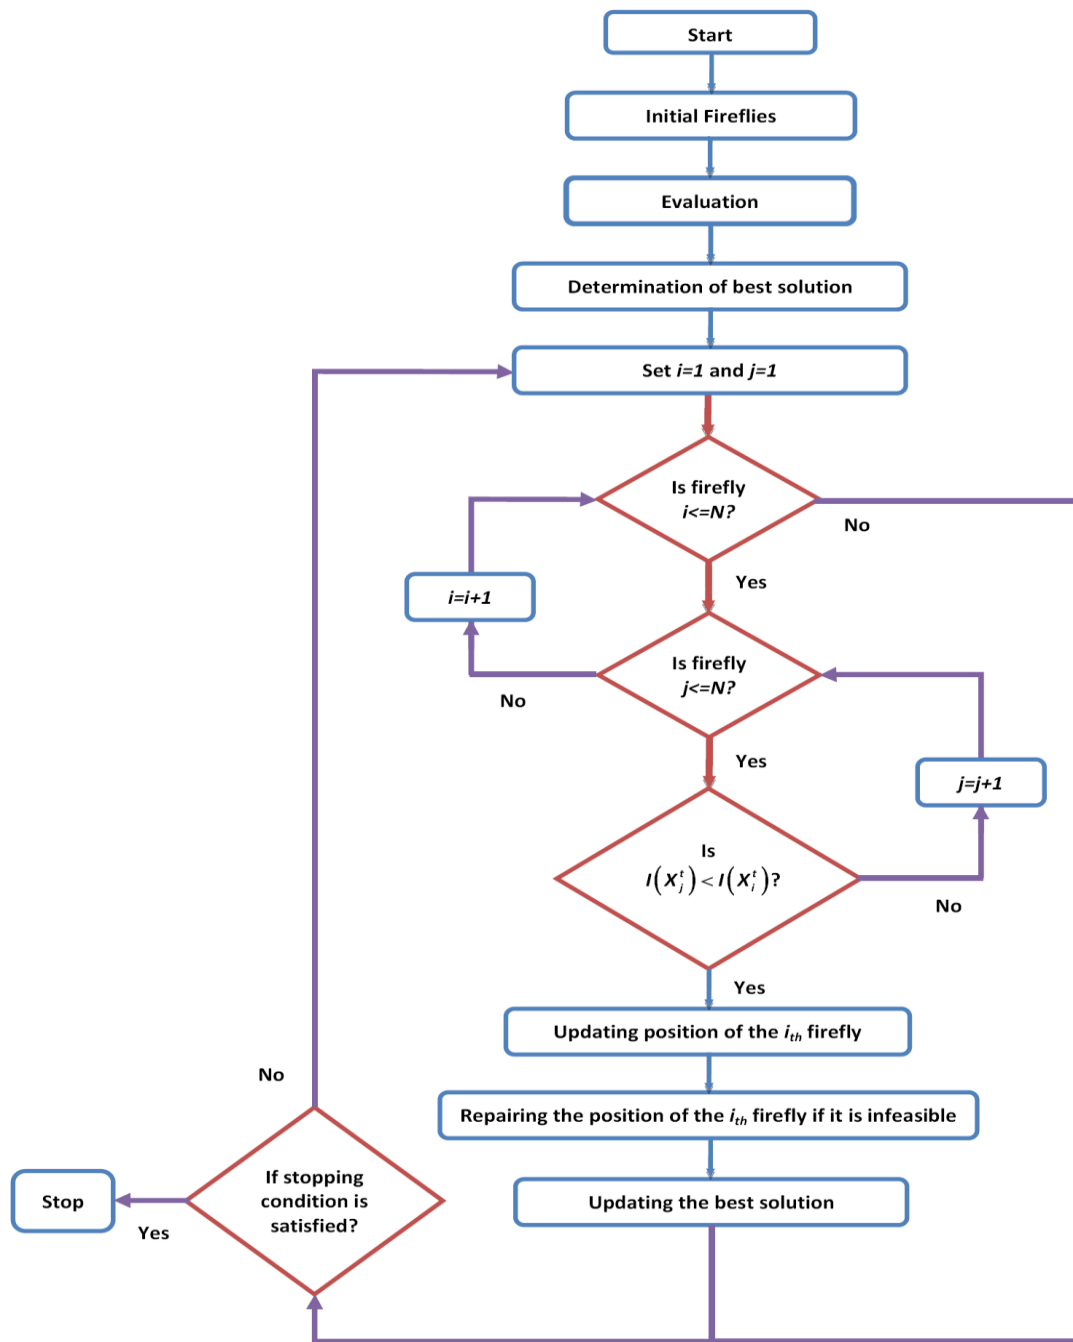 Start
Initial Fireflies
Evaluation
Determination of best solution
Set i=1 and j=1
Is firefly
i<=N?
No
Yes
i=i+1
Is firefly
j<=N?
No
Yes
j=j+1
Is
I(X_j^t) < I(X_i^t)?
No
Yes
Updating position of the i_th firefly
Repairing the position of the i_th firefly if it is infeasible
Updating the best solution
No
If stopping
condition is
satisfied?
Yes
Stop